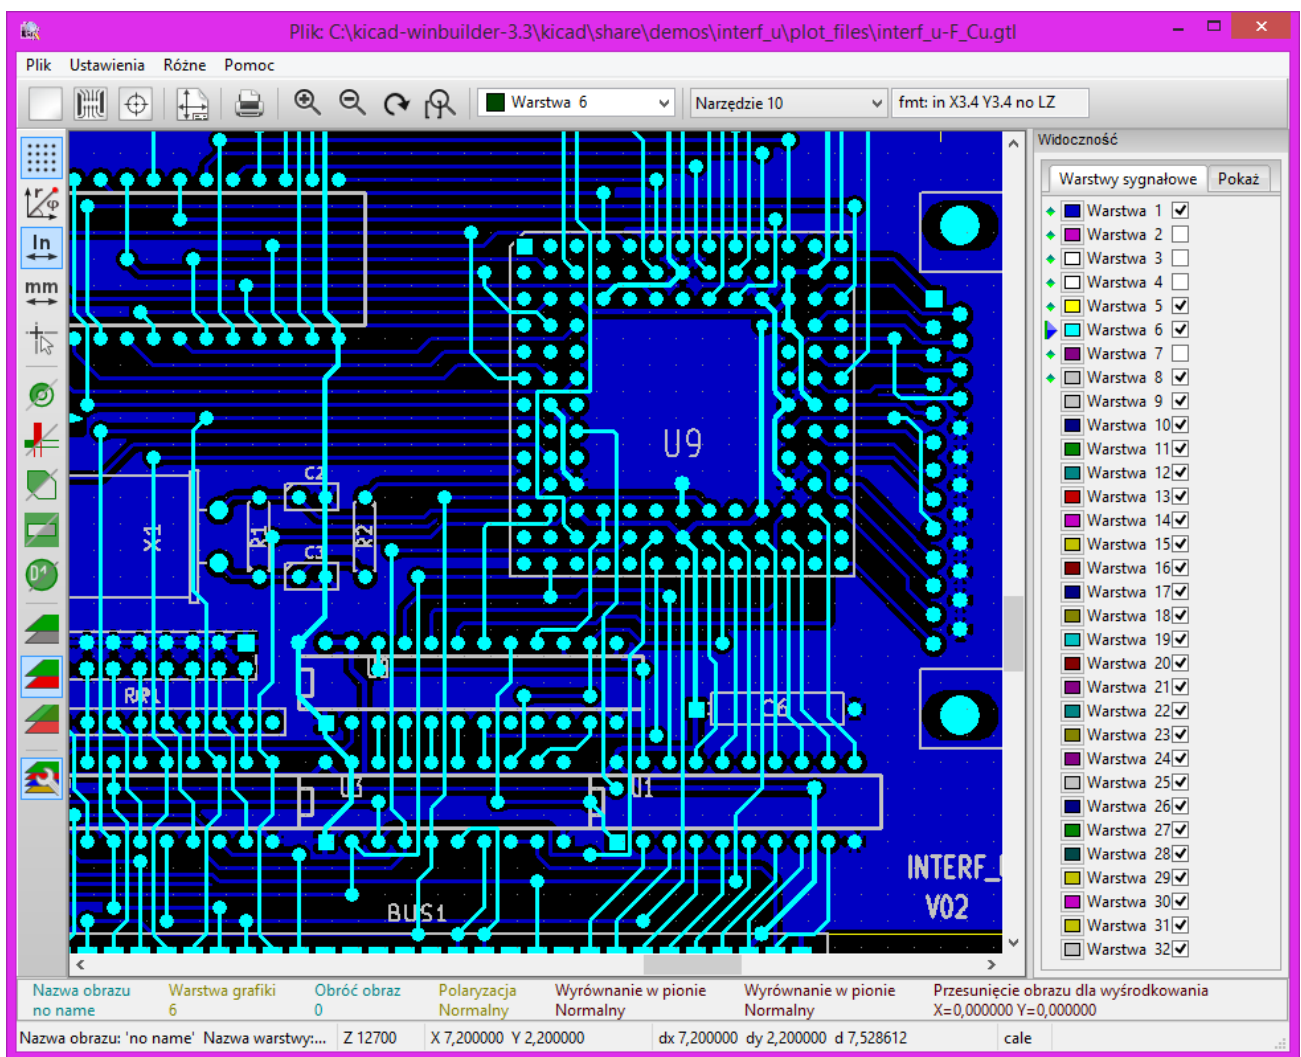 Plik: C:\kicad-winbuilder-3.3\kicad\share\demos\interf_u\plot_files\interf_u-F_Cu.gtl
Plik Ustawienia Różne Pomoc
Warstwa 6 Narzędzie 10 fmt: in X3.4 Y3.4 no LZ
Widoczność
Warstwy sygnałowe Pokaż
In
mm
Warstwa 1
Warstwa 2
Warstwa 3
Warstwa 4
Warstwa 5
Warstwa 6
Warstwa 7
Warstwa 8
Warstwa 9
Warstwa 10
Warstwa 11
Warstwa 12
Warstwa 13
Warstwa 14
Warstwa 15
Warstwa 16
Warstwa 17
Warstwa 18
Warstwa 19
Warstwa 20
Warstwa 21
Warstwa 22
Warstwa 23
Warstwa 24
Warstwa 25
Warstwa 26
Warstwa 27
Warstwa 28
Warstwa 29
Warstwa 30
Warstwa 31
Warstwa 32
U9
C2
X1
R1
R2
C3
RR1
C6
U3
U1
INTERF_
V02
BUS1
Nazwa obrazu Warstwa grafiki Obróć obraz Polaryzacja Wyrównanie w pionie Wyrównanie w pionie Przesunięcie obrazu dla wyśrodkowania
no name 6 0 Normalny Normalny Normalny X=0,000000 Y=0,000000
Nazwa obrazu: 'no name' Nazwa warstwy:... Z 12700 X 7,200000 Y 2,200000 dx 7,200000 dy 2,200000 d 7,528612 cale